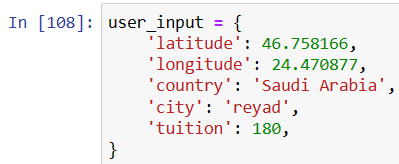 In [108]: user_input = {
'latitude': 46.758166,
'longitude': 24.470877,
'country': 'Saudi Arabia',
'city': 'reyad',
'tuition': 180,
}